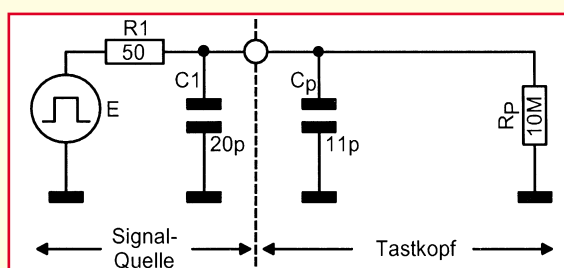 R1
50
E
C1
20p
Cp
11p
RP
10M
Signal-
Quelle
Tastkopf